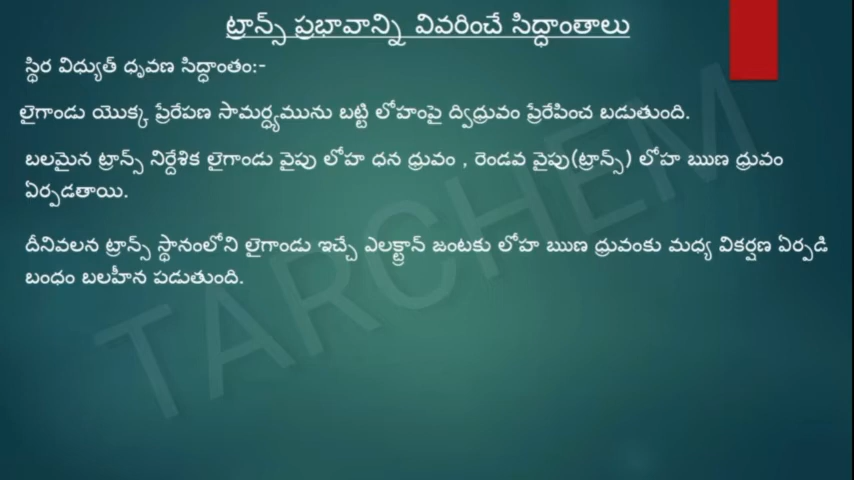 ట్రాన్స్ ప్రభావాన్ని వివరించే సిద్ధాంతాలు
స్థిర విధ్యుత్ ధృవణ సిద్ధాంతం:-
లైగాండు యొక్క ప్రేరేపణ సామర్ధ్యమును బట్టి లోహంపై ద్విధ్రువం ప్రేరేపించ బడుతుంది.
బలమైన ట్రాన్స్ నిర్దేశిక లైగాండు వైపు లోహ ధన ధ్రువం , రెండవ వైపు(ట్రాన్స్) లోహ ఋణ ధ్రువం
ఏర్పడతాయి.
దీనివలన ట్రాన్స్ స్థానంలోని లైగాండు ఇచ్చే ఎలక్ట్రాన్ జంటకు లోహ ఋణ ధ్రువంకు మధ్య వికర్షణ ఏర్పడి
బంధం బలహీన పడుతుంది.
TARCHEM